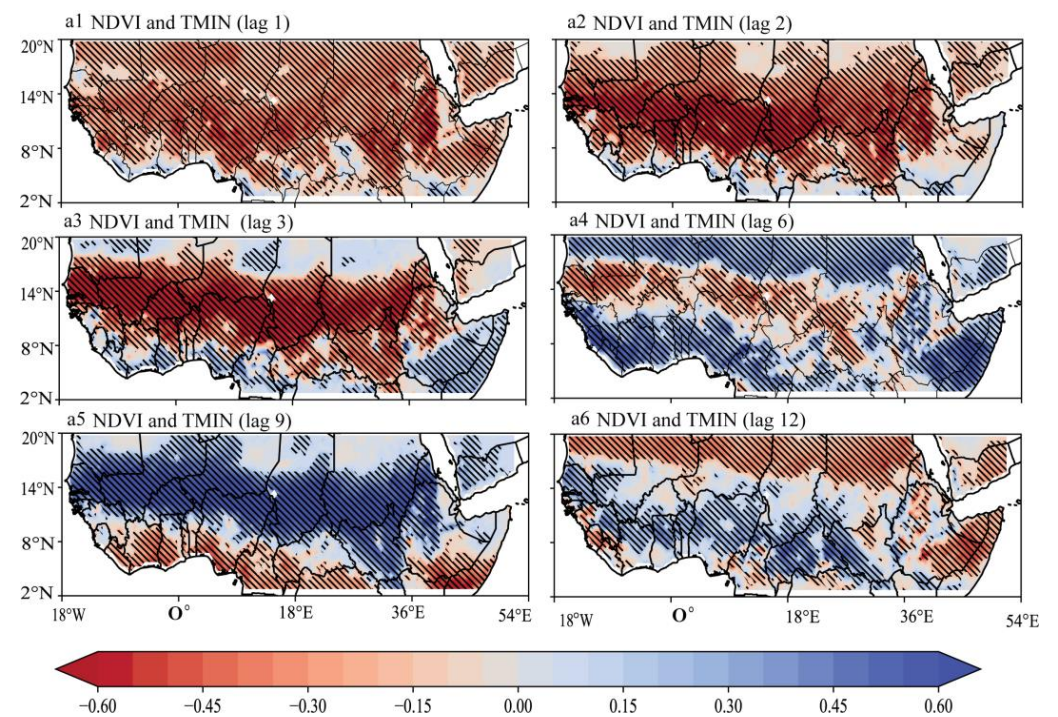 a1 NDVI and TMIN (lag 1)
a2 NDVI and TMIN (lag 2)
20°N
14°N
8°N
2°N
a3 NDVI and TMIN (lag 3)
a4 NDVI and TMIN (lag 6)
20°N
14°N
8°N
2°N
a5 NDVI and TMIN (lag 9)
a6 NDVI and TMIN (lag 12)
20°N
14°N
8°N
2°N
18°W O° 18°E 36°E 54°E
18°W O° 18°E 36°E 54°E
−0.60 −0.45 −0.30 −0.15 0.00 0.15 0.30 0.45 0.60